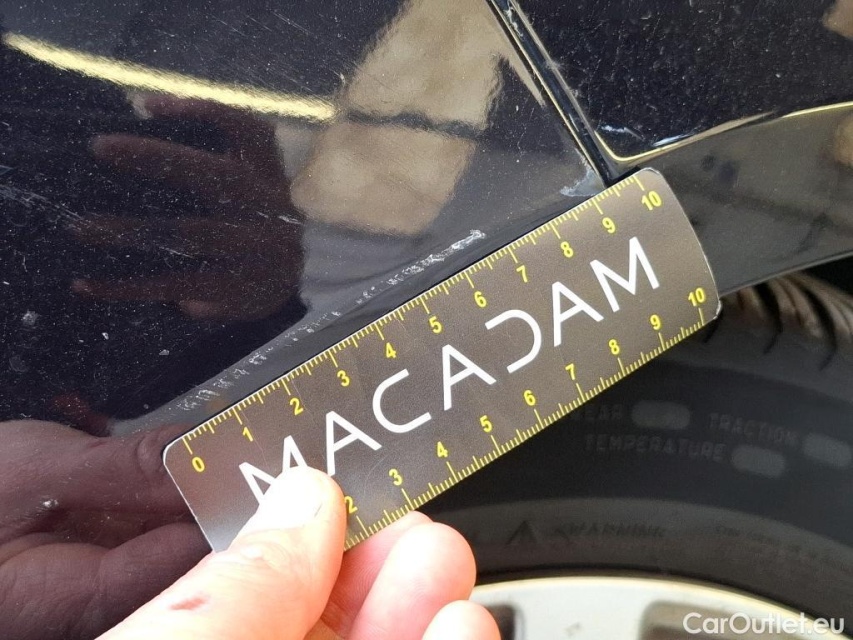 0 1 2 3 4 5 6 7 8 9 10
MACADAM
2 3 4 5 6 7 8 9 10
TRACTION
TEMPERATURE
WARNING
CarOutlet.eu